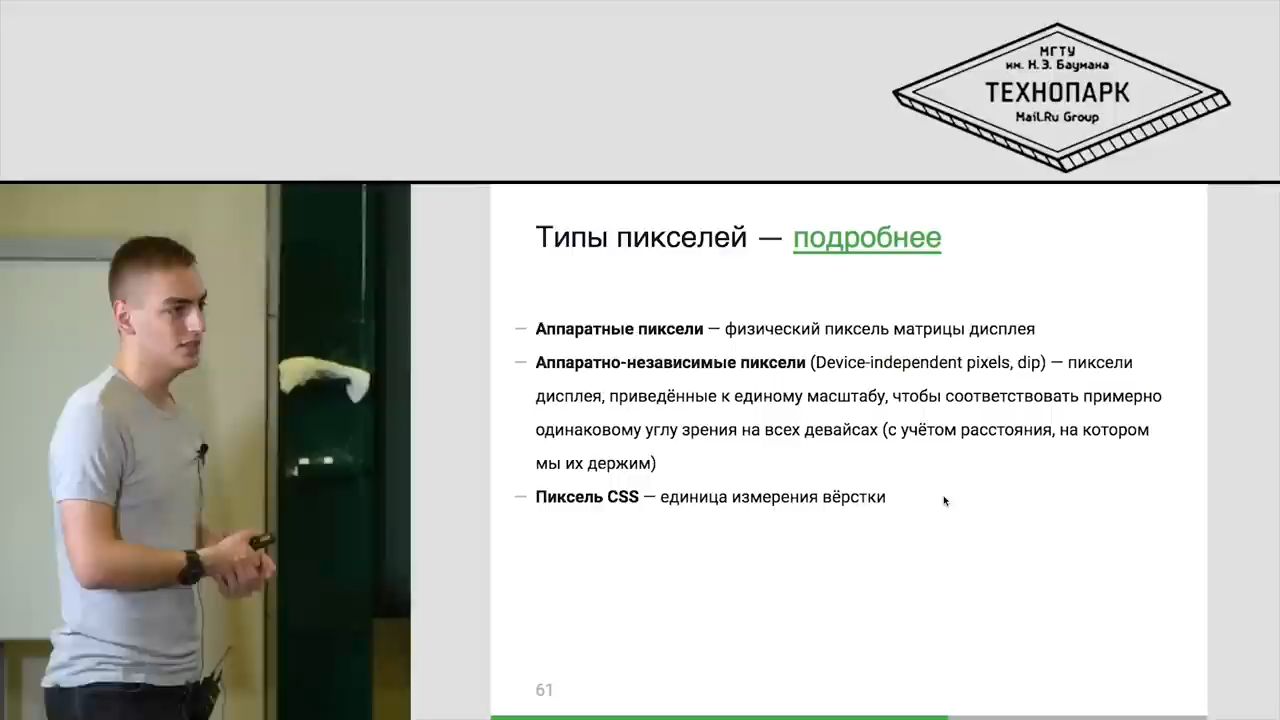 МГТУ
им. Н.Э. Баумана
ТЕХНОПАРК
Mail.Ru Group
Типы пикселей — подробнее
— Аппаратные пиксели — физический пиксель матрицы дисплея
— Аппаратно-независимые пиксели (Device-independent pixels, dip) — пиксели
дисплея, приведённые к единому масштабу, чтобы соответствовать примерно
одинаковому углу зрения на всех девайсах (с учётом расстояния, на котором
мы их держим)
— Пиксель CSS — единица измерения вёрстки
61